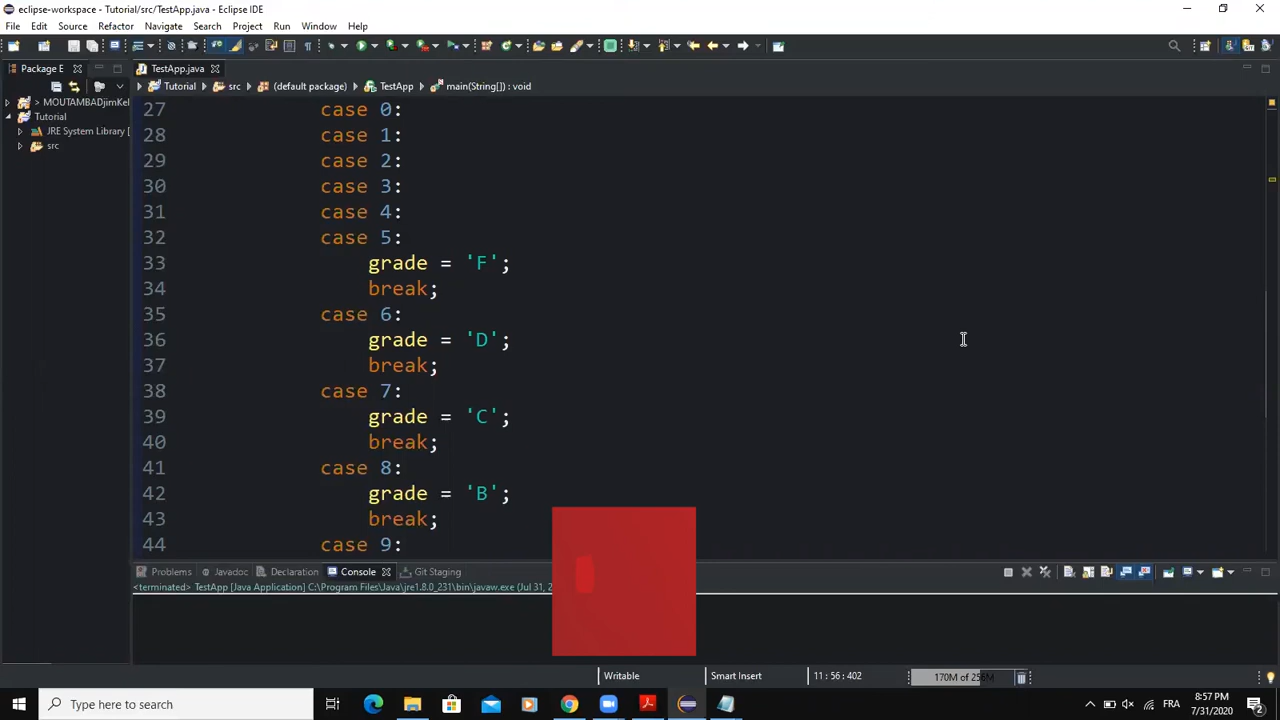 eclipse-workspace - Tutorial/src/TestApp.java - Eclipse IDE
File Edit Source Refactor Navigate Search Project Run Window Help
Package E
TestApp.java
Tutorial src (default package) TestApp main(String[]) : void
> MOUTAMBADjimKel
Tutorial
JRE System Library [
src
27 case 0:
28 case 1:
29 case 2:
30 case 3:
31 case 4:
32 case 5:
33 grade = 'F';
34 break;
35 case 6:
36 grade = 'D';
37 break;
38 case 7:
39 grade = 'C';
40 break;
41 case 8:
42 grade = 'B';
43 break;
44 case 9:
Problems Javadoc Declaration Console Git Staging
<terminated> TestApp [Java Application] C:\Program Files\Java\jre1.8.0_231\bin\javaw.exe (Jul 31, 2
Writable Smart Insert 11 : 56 : 402 170M of 256M
Type here to search
FRA
8:57 PM
7/31/2020
2